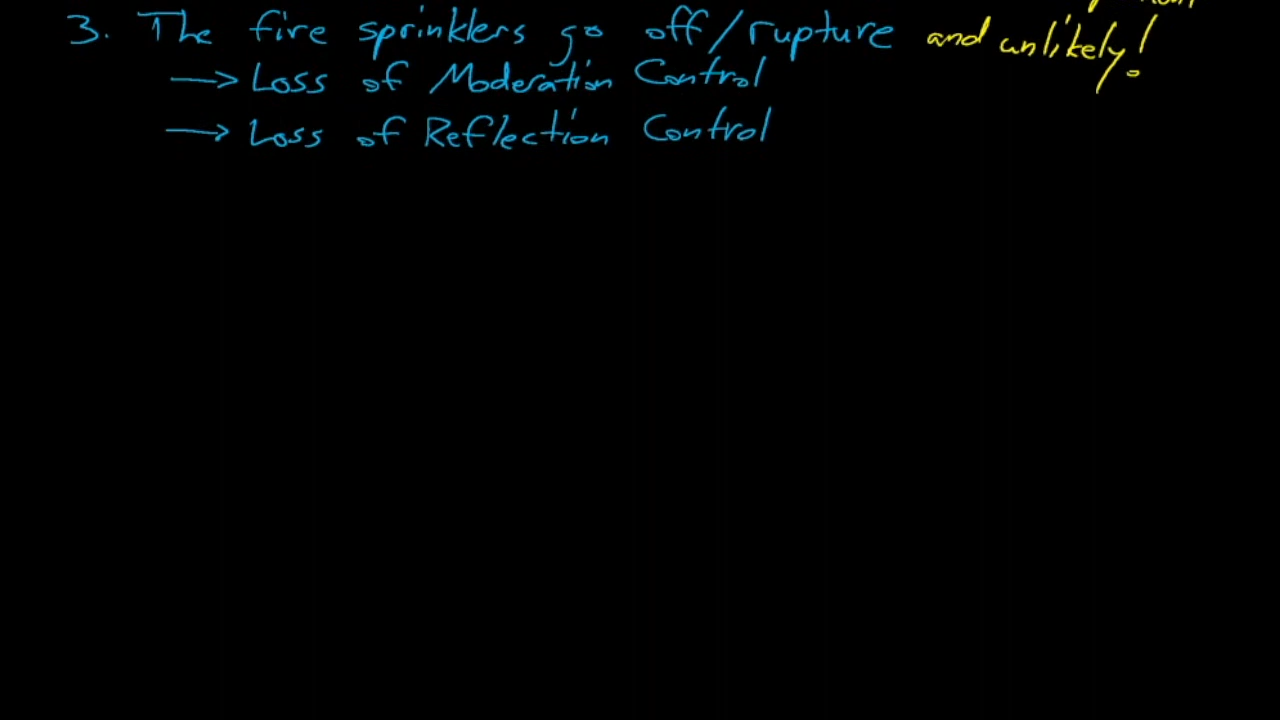 3. The fire sprinklers go off/rupture and unlikely!
→ Loss of Moderation Control
→ Loss of Reflection Control